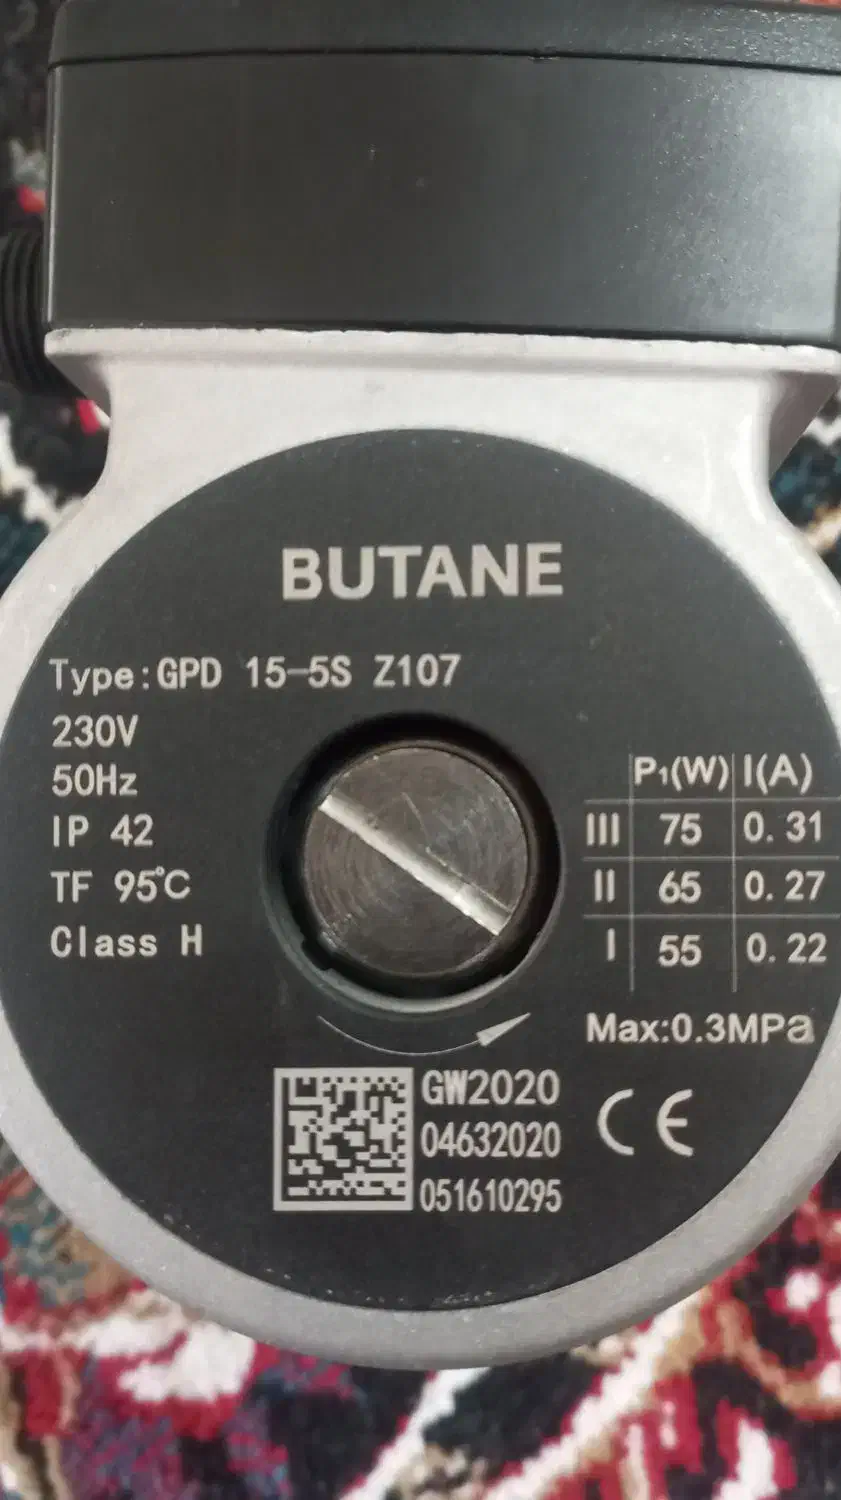 BUTANE
Type:GPD 15-5S Z107
230V
50Hz
IP 42
TF 95℃
Class H
P₁(W) I(A)
III 75 0.31
II 65 0.27
I 55 0.22
Max:0.3MPa
GW2020
04632020
051610295
CE